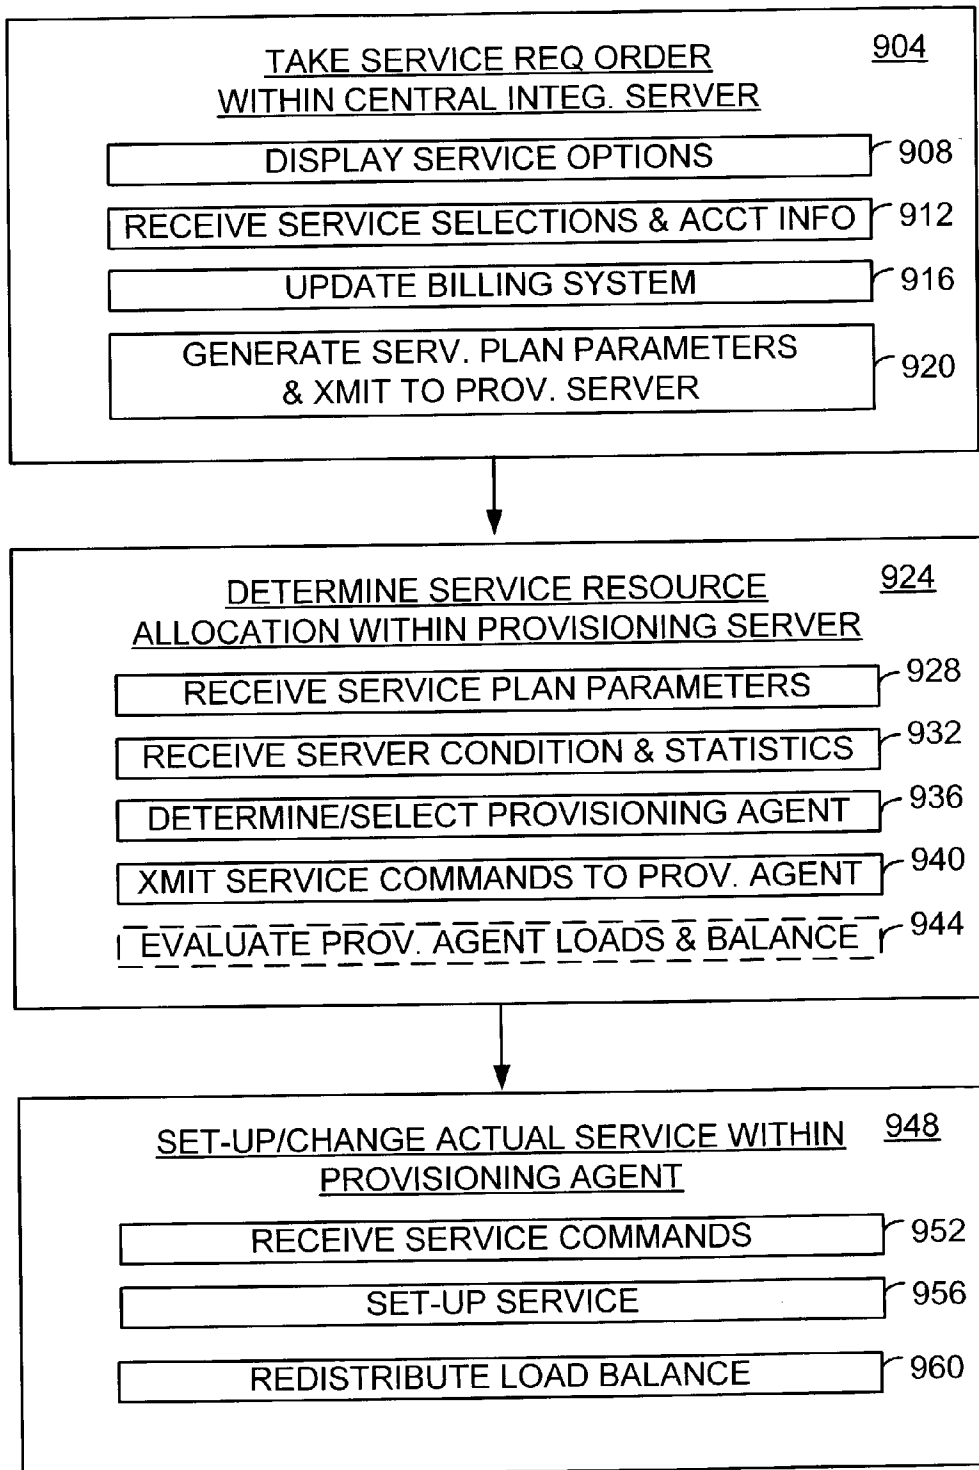 TAKE SERVICE REQ ORDER 904
WITHIN CENTRAL INTEG. SERVER
DISPLAY SERVICE OPTIONS 908
RECEIVE SERVICE SELECTIONS & ACCT INFO 912
UPDATE BILLING SYSTEM 916
GENERATE SERV. PLAN PARAMETERS
& XMIT TO PROV. SERVER 920
DETERMINE SERVICE RESOURCE 924
ALLOCATION WITHIN PROVISIONING SERVER
RECEIVE SERVICE PLAN PARAMETERS 928
RECEIVE SERVER CONDITION & STATISTICS 932
DETERMINE/SELECT PROVISIONING AGENT 936
XMIT SERVICE COMMANDS TO PROV. AGENT 940
EVALUATE PROV. AGENT LOADS & BALANCE 944
SET-UP/CHANGE ACTUAL SERVICE WITHIN 948
PROVISIONING AGENT
RECEIVE SERVICE COMMANDS 952
SET-UP SERVICE 956
REDISTRIBUTE LOAD BALANCE 960